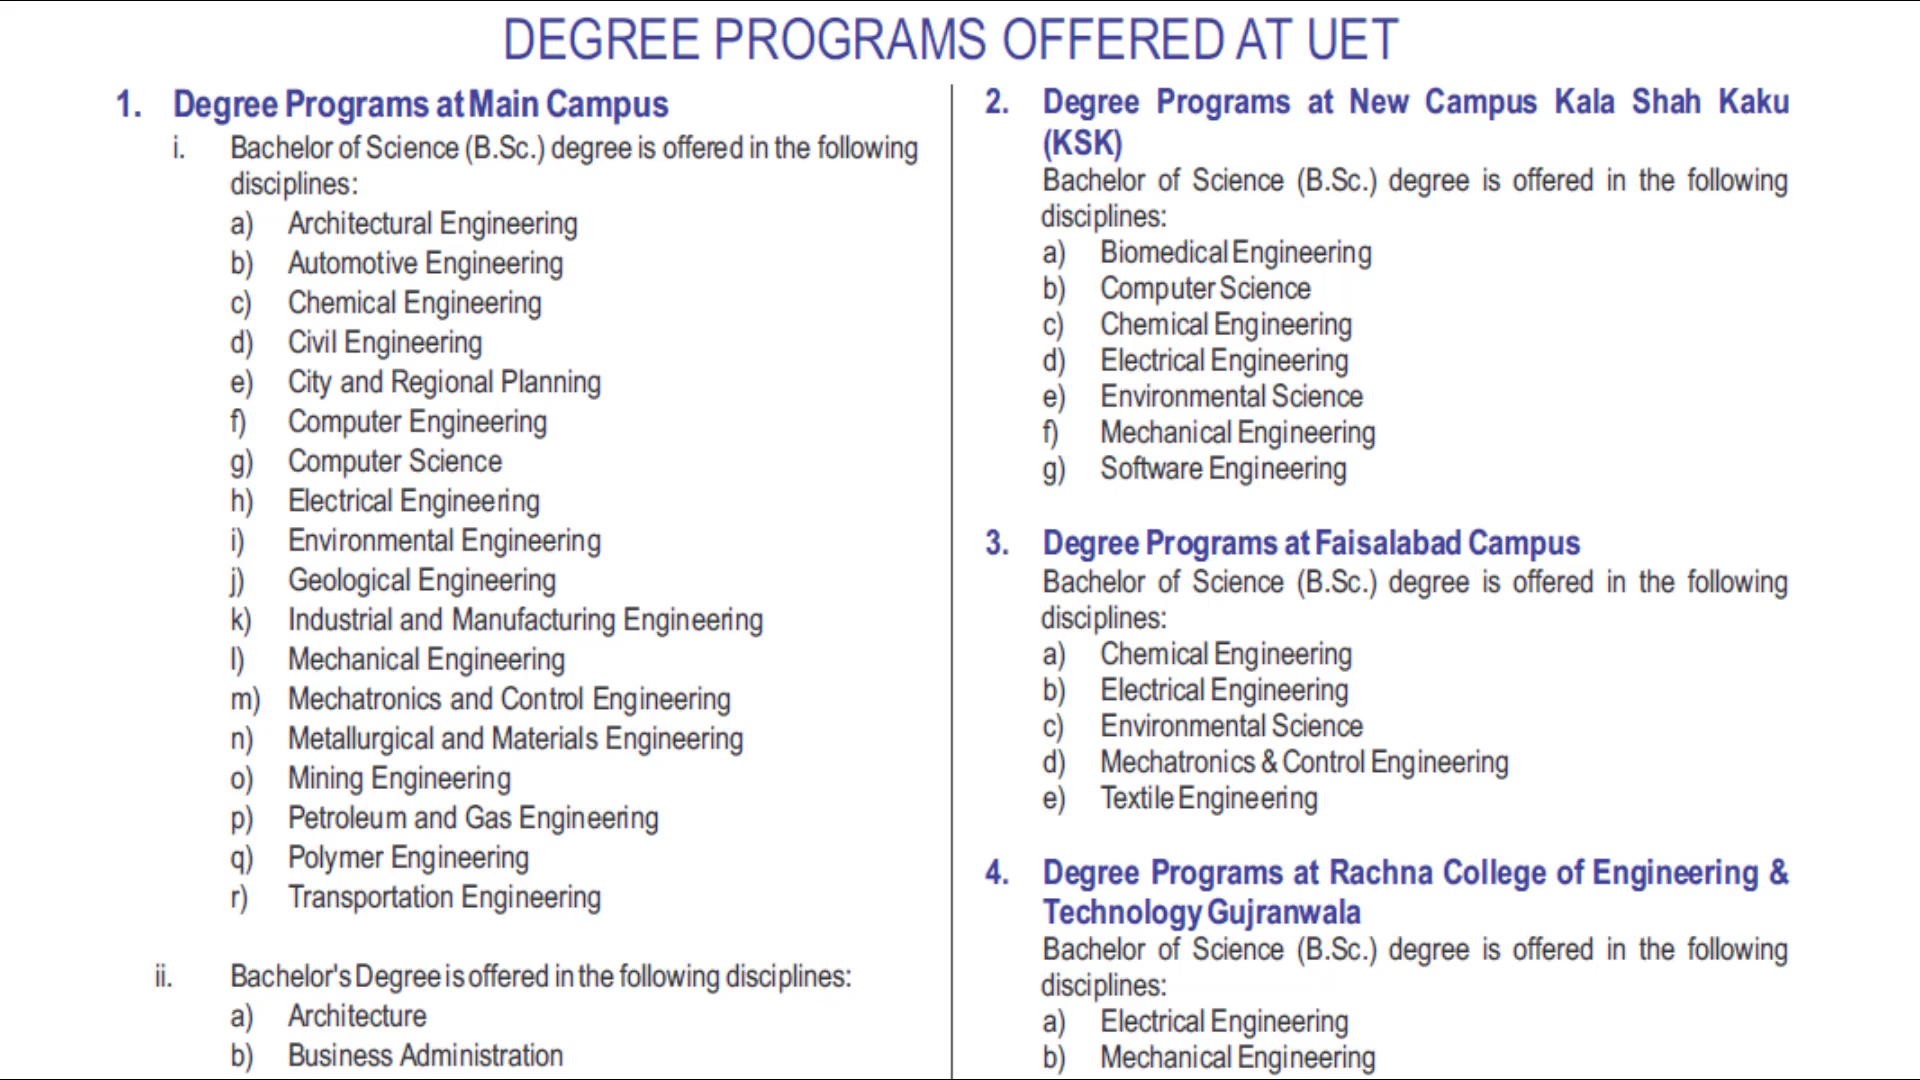 DEGREE PROGRAMS OFFERED AT UET
1. Degree Programs at Main Campus
i. Bachelor of Science (B.Sc.) degree is offered in the following
disciplines:
a) Architectural Engineering
b) Automotive Engineering
c) Chemical Engineering
d) Civil Engineering
e) City and Regional Planning
f) Computer Engineering
g) Computer Science
h) Electrical Engineering
i) Environmental Engineering
j) Geological Engineering
k) Industrial and Manufacturing Engineering
l) Mechanical Engineering
m) Mechatronics and Control Engineering
n) Metallurgical and Materials Engineering
o) Mining Engineering
p) Petroleum and Gas Engineering
q) Polymer Engineering
r) Transportation Engineering
ii. Bachelor's Degree is offered in the following disciplines:
a) Architecture
b) Business Administration
2. Degree Programs at New Campus Kala Shah Kaku
(KSK)
Bachelor of Science (B.Sc.) degree is offered in the following
disciplines:
a) Biomedical Engineering
b) Computer Science
c) Chemical Engineering
d) Electrical Engineering
e) Environmental Science
f) Mechanical Engineering
g) Software Engineering
3. Degree Programs at Faisalabad Campus
Bachelor of Science (B.Sc.) degree is offered in the following
disciplines:
a) Chemical Engineering
b) Electrical Engineering
c) Environmental Science
d) Mechatronics & Control Engineering
e) Textile Engineering
4. Degree Programs at Rachna College of Engineering &
Technology Gujranwala
Bachelor of Science (B.Sc.) degree is offered in the following
disciplines:
a) Electrical Engineering
b) Mechanical Engineering